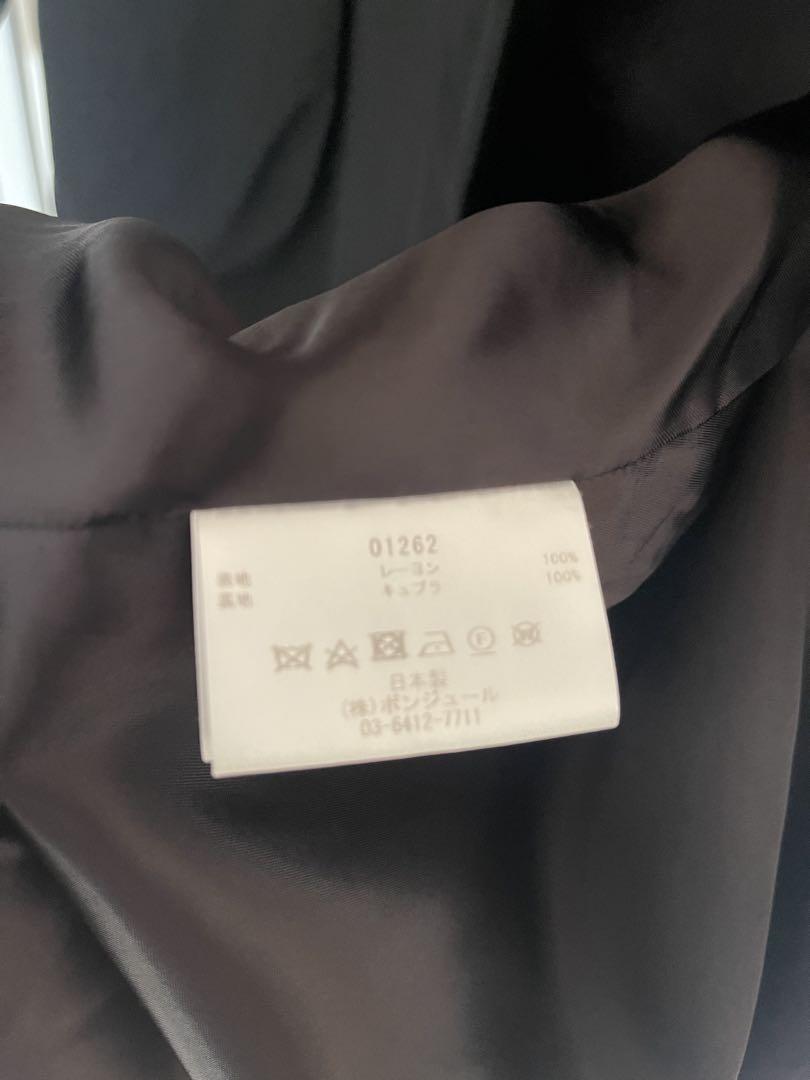 01262
表地 レーヨン 100%
裏地 キュプラ 100%
F
日本製
(株)ボンジュール
03-6412-7711